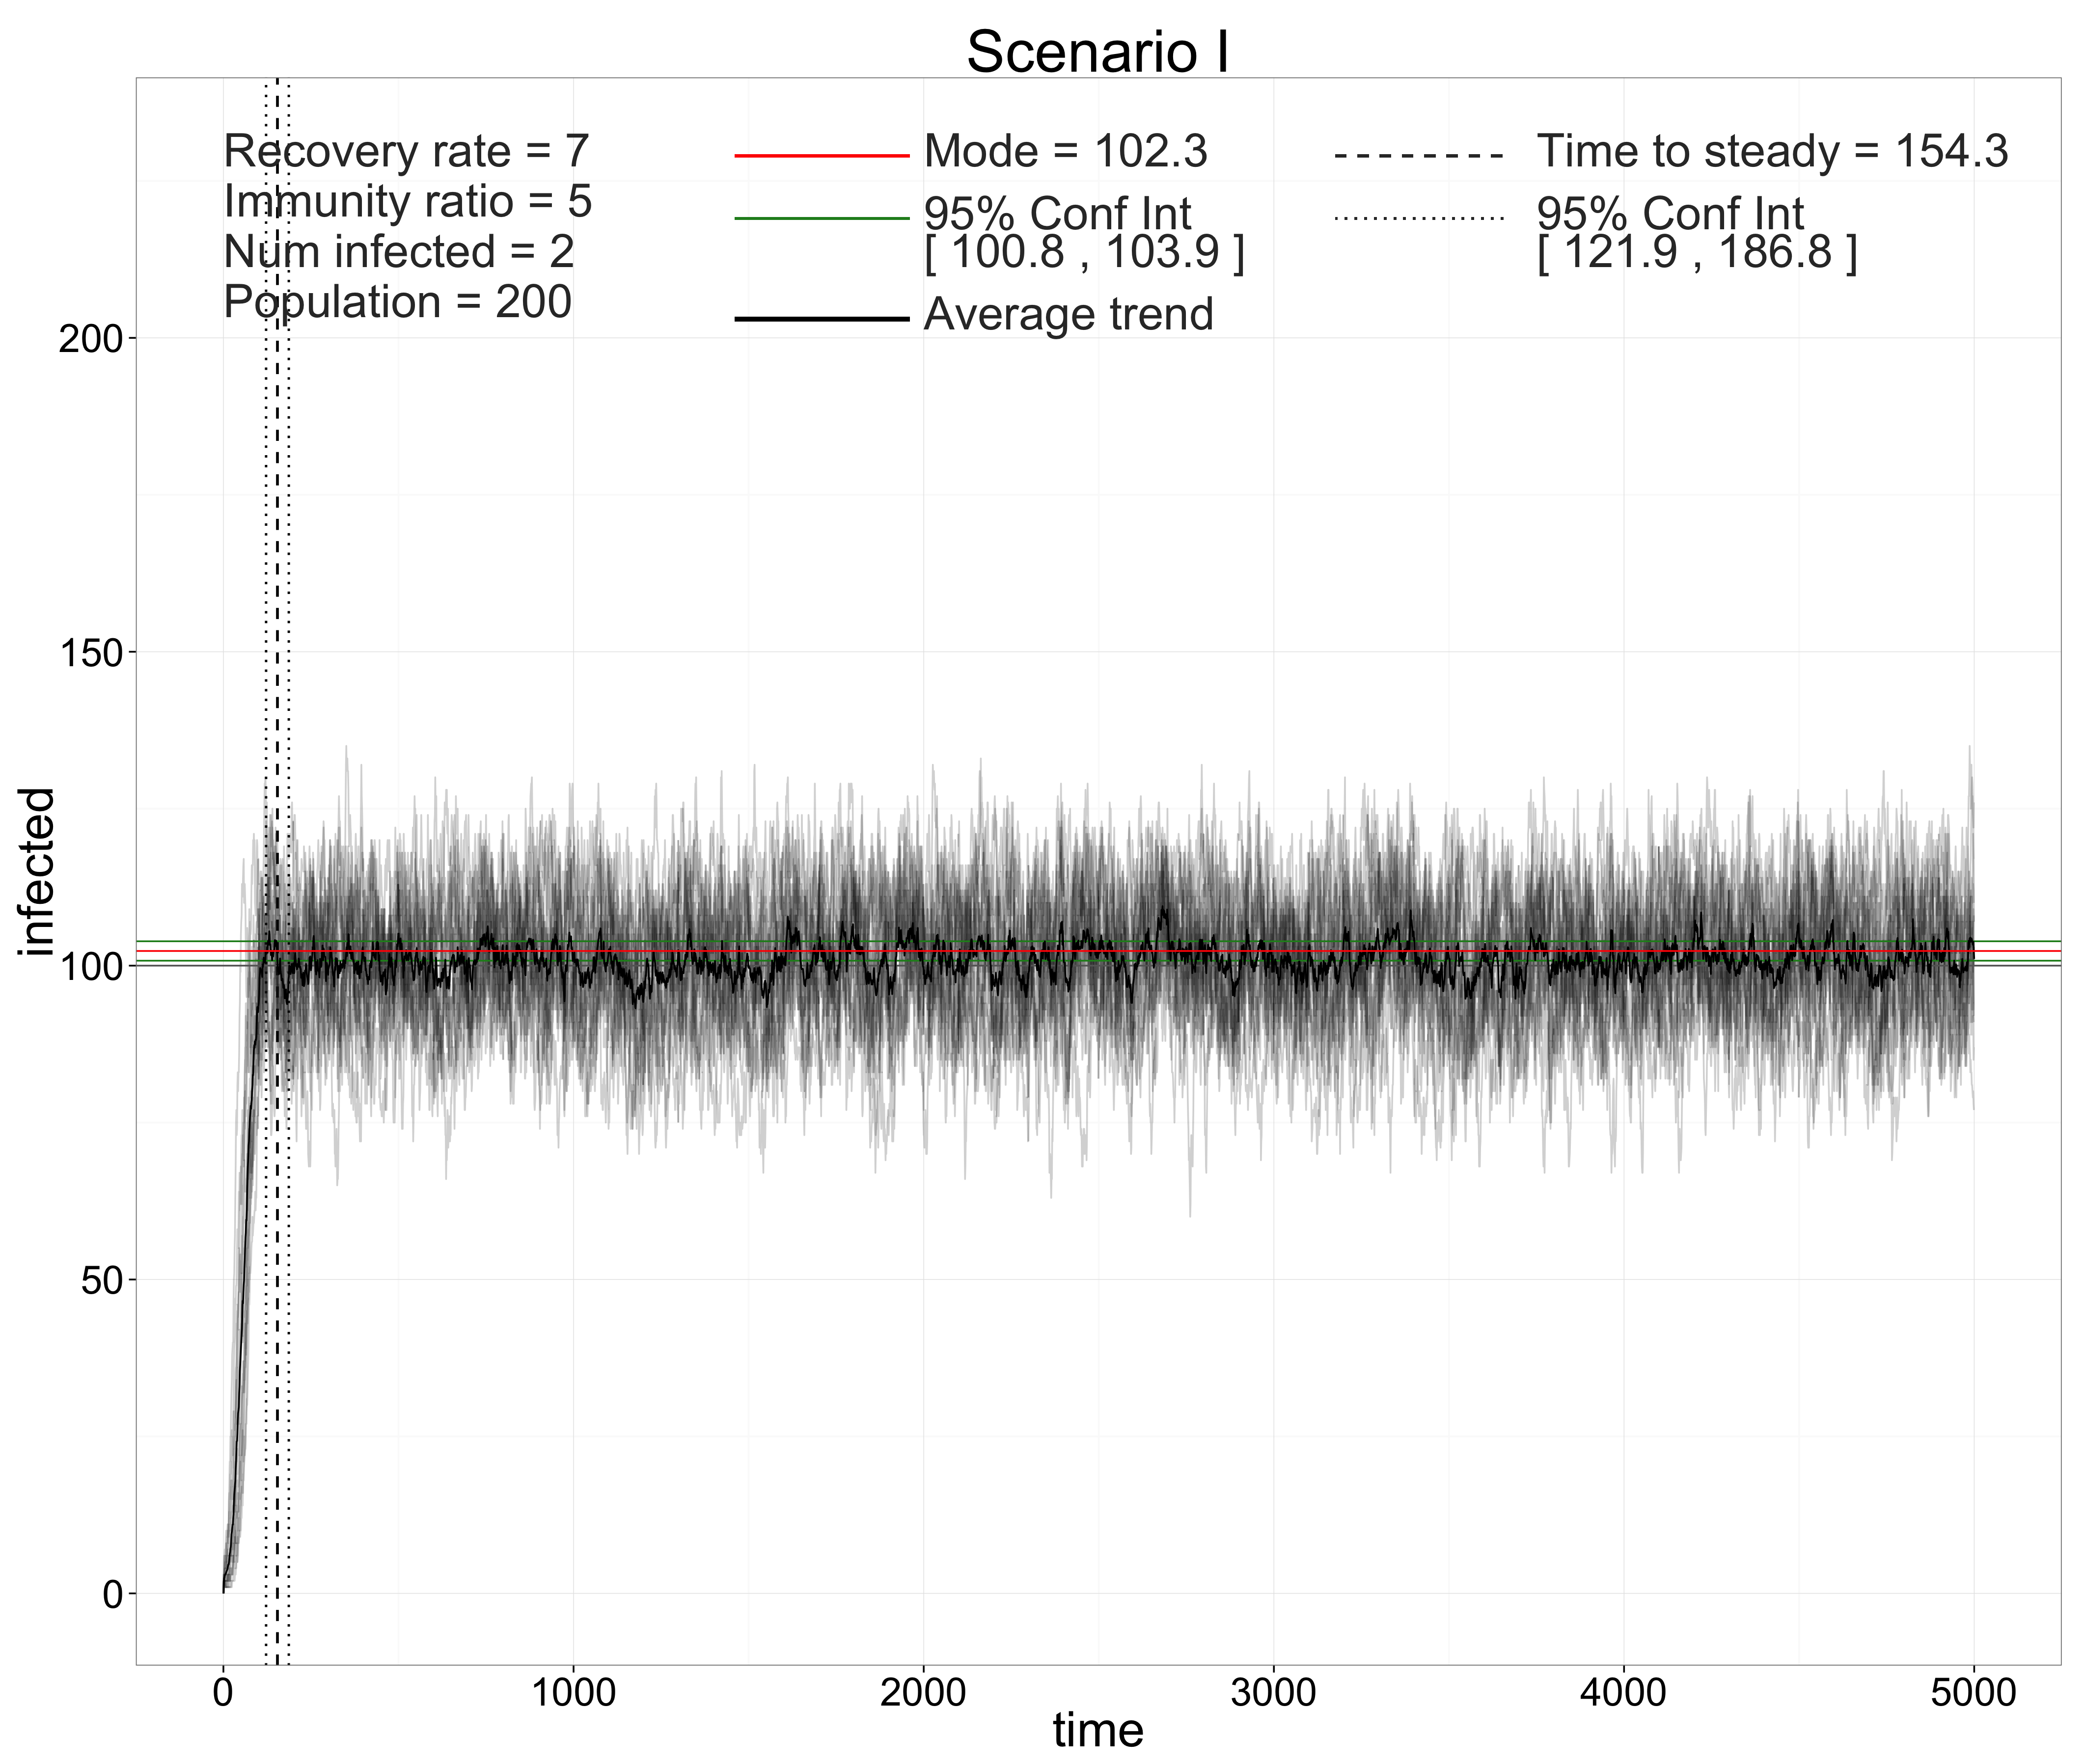 Scenario I
Recovery rate = 7
Immunity ratio = 5
Num infected = 2
Population = 200
Mode = 102.3
95% Conf Int
[ 100.8 , 103.9 ]
Average trend
Time to steady = 154.3
95% Conf Int
[ 121.9 , 186.8 ]
infected
200
150
100
50
0
0 1000 2000 3000 4000 5000
time